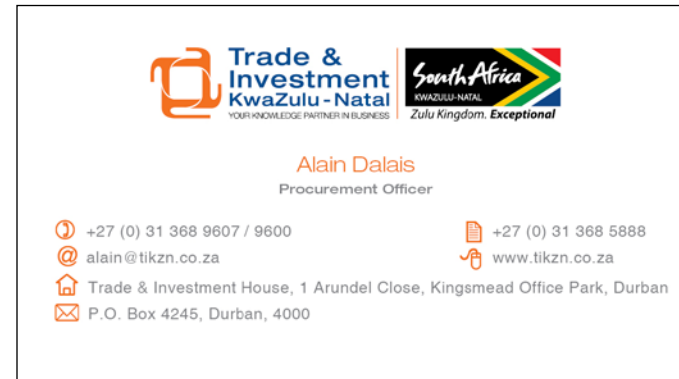 Trade &
Investment
KwaZulu-Natal
YOUR KNOWLEDGE PARTNER IN BUSINESS
South Africa
KWAZULU-NATAL
Zulu Kingdom. Exceptional
Alain Dalais
Procurement Officer
+27 (0) 31 368 9607 / 9600
+27 (0) 31 368 5888
@ alain@tikzn.co.za
www.tikzn.co.za
Trade & Investment House, 1 Arundel Close, Kingsmead Office Park, Durban
P.O. Box 4245, Durban, 4000